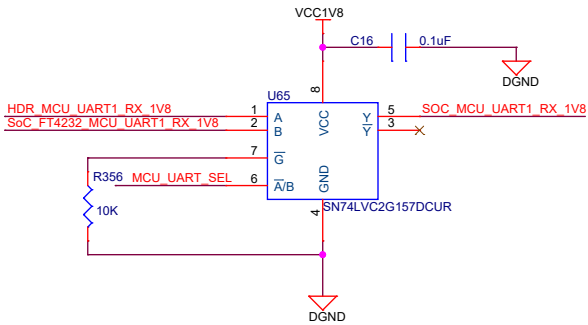 VCC1V8
C16 0.1uF
DGND
U65
8
VCC
HDR_MCU_UART1_RX_1V8 1 A Y 5 SOC_MCU_UART1_RX_1V8
SoC_FT4232_MCU_UART1_RX_1V8 2 B Y 3
7 G
R356 MCU_UART_SEL 6 A/B
GND
10K
4 SN74LVC2G157DCUR
DGND